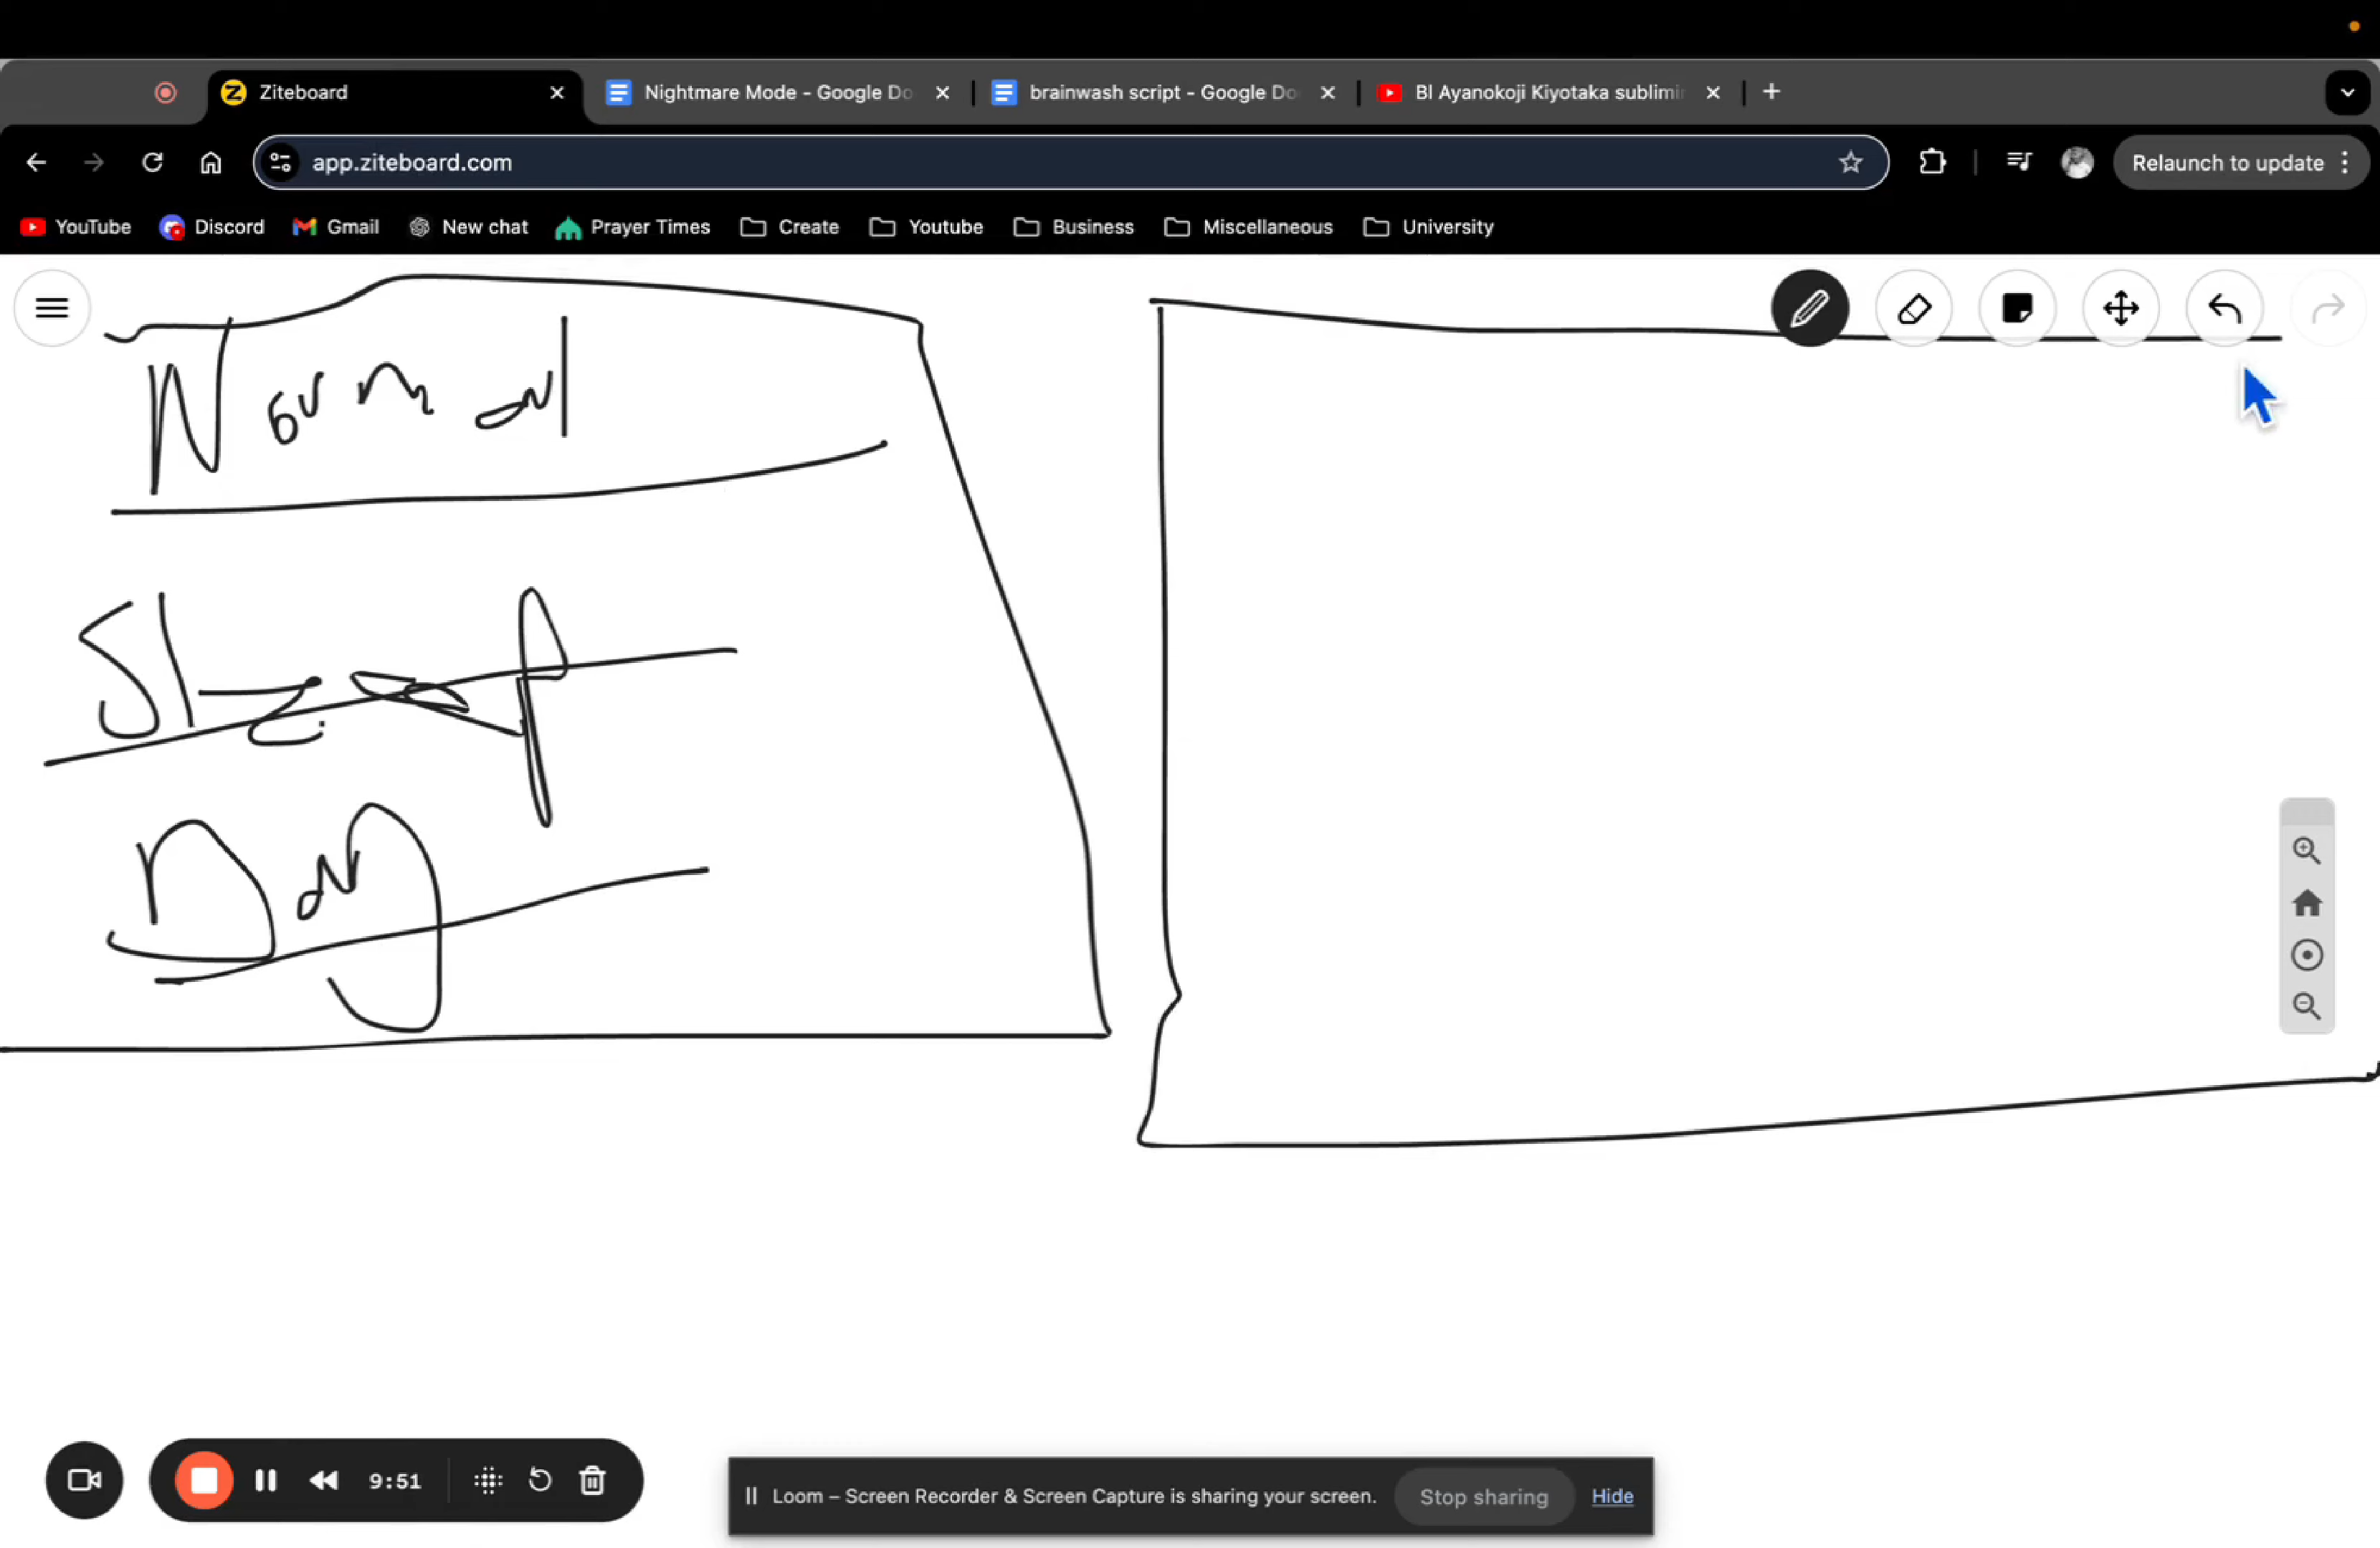 Ziteboard
Nightmare Mode - Google Do
brainwash script - Google Do
BI Ayanokoji Kiyotaka sublimin
app.ziteboard.com
Relaunch to update
YouTube
Discord
Gmail
New chat
Prayer Times
Create
Youtube
Business
Miscellaneous
University
Normal
Sleep
Day
9:51
Loom – Screen Recorder & Screen Capture is sharing your screen.
Stop sharing
Hide